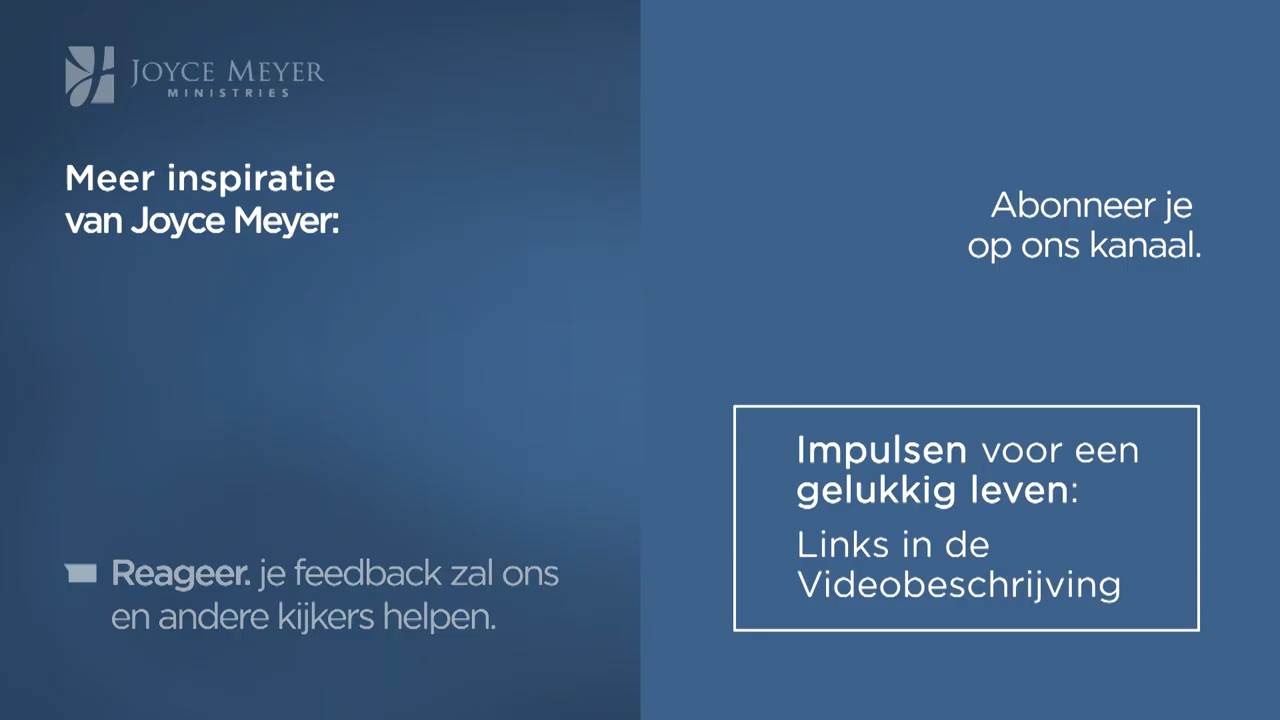 JOYCE MEYER
MINISTRIES
Meer inspiratie
van Joyce Meyer:
Abonneer je
op ons kanaal.
Impulsen voor een
gelukkig leven:
Links in de
Videobeschrijving
Reageer. je feedback zal ons
en andere kijkers helpen.